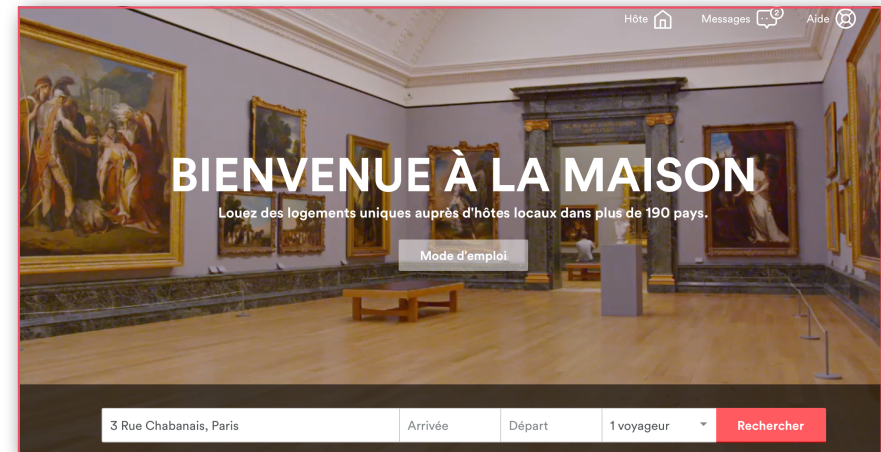 Hôte Messages 2 Aide
BIENVENUE À LA MAISON
Louez des logements uniques auprès d'hôtes locaux dans plus de 190 pays.
Mode d'emploi
3 Rue Chabanais, Paris Arrivée Départ 1 voyageur Rechercher